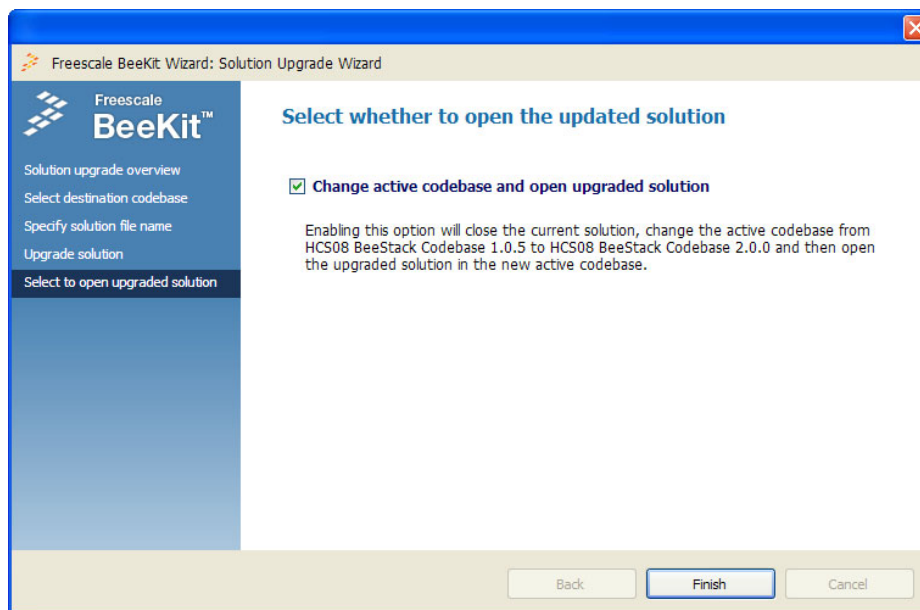 Freescale BeeKit Wizard: Solution Upgrade Wizard
Freescale
BeeKit™
Solution upgrade overview
Select destination codebase
Specify solution file name
Upgrade solution
Select to open upgraded solution
Select whether to open the updated solution
Change active codebase and open upgraded solution
Enabling this option will close the current solution, change the active codebase from
HCS08 BeeStack Codebase 1.0.5 to HCS08 BeeStack Codebase 2.0.0 and then open
the upgraded solution in the new active codebase.
Back
Finish
Cancel